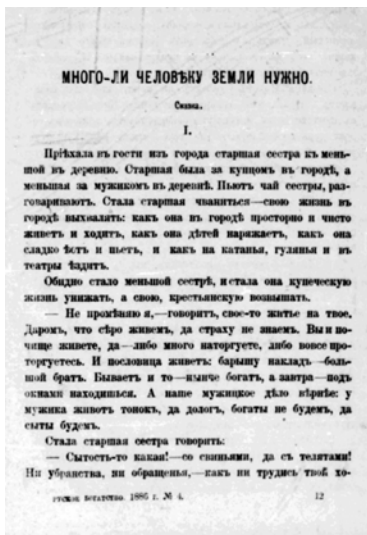 МНОГО-ЛИ ЧЕЛОВѢКУ ЗЕМЛИ НУЖНО.
Сказка.
I.
Пріѣхала въ гости изъ города старшая сестра къ мень-
шой въ деревню. Старшая была за купцомъ въ городѣ, а
меньшая за мужикомъ въ деревнѣ. Пьютъ чай сестры, раз-
говариваютъ. Стала старшая чваниться—свою жизнь въ
городѣ выхвалять: какъ она въ городѣ просторно и чисто
живетъ и ходитъ, какъ она дѣтей наряжаетъ, какъ она
сладко ѣстъ и пьетъ, и какъ на катанья, гулянья и въ
театры ѣздитъ.
Обидно стало меньшой сестрѣ, и стала она купеческую
жизнь унижать, а свою, крестьянскую возвышать.
— Не промѣняю я,—говоритъ, свое-то житье на твое.
Даромъ, что сѣро живемъ, да страху не знаемъ. Вы и по-
чище живете, да—либо много наторгуете, либо вовсе про-
торгуетесь. И пословица живетъ: барышу накладъ—боль-
шой братъ. Бываетъ и то—нынче богатъ, а завтра—подъ
окнами находишься. А наше мужицкое дѣло вѣрнѣе: у
мужика животъ тонокъ, да дологъ, богаты не будемъ, да
сыты будемъ.
Стала старшая сестра говорить:
— Сытость-то какая!—со свиньями, да съ телятами!
Ни убранства, ни обращенья,—какъ ни трудись твой хо-
РУССКОЕ БОГАТСТВО. 1886 г. № 4. 12